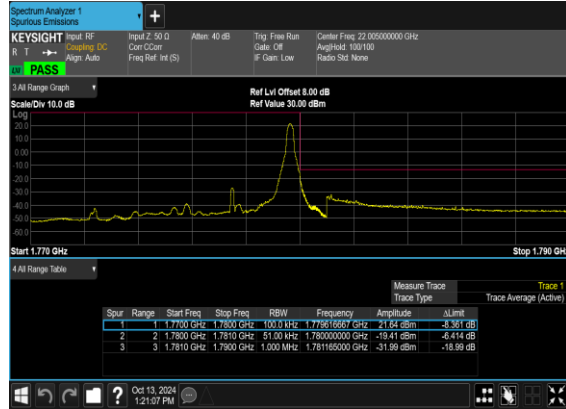 Spectrum Analyzer 1
Spurious Emissions
KEYSIGHT Input: RF Input Z: 50 Ω Atten: 40 dB Trig: Free Run Center Freq: 22.005000000 GHz
R T Coupling: DC Corr CCorr Gate: Off Avg|Hold: 100/100
Align: Auto Freq Ref: Int (S) IF Gain: Low Radio Std: None
PASS
3 All Range Graph Ref Lvl Offset 8.00 dB
Scale/Div 10.0 dB Ref Value 30.00 dBm
Log
20.0
10.0
0.00
-10.0
-20.0
-30.0
-40.0
-50.0
-60.0
Start 1.770 GHz Stop 1.790 GH
4 All Range Table
Measure Trace Trace 1
Trace Type Trace Average (Active)
Spur Range Start Freq Stop Freq RBW Frequency Amplitude ΔLimit
1 1 1.7700 GHz 1.7800 GHz 100.0 kHz 1.779616667 GHz 21.64 dBm -8.361 dB
2 2 1.7800 GHz 1.7810 GHz 51.00 kHz 1.780000000 GHz -19.41 dBm -6.414 dB
3 3 1.7810 GHz 1.7900 GHz 1.000 MHz 1.781165000 GHz -31.99 dBm -18.99 dB
? Oct 13, 2024
1:21:07 PM